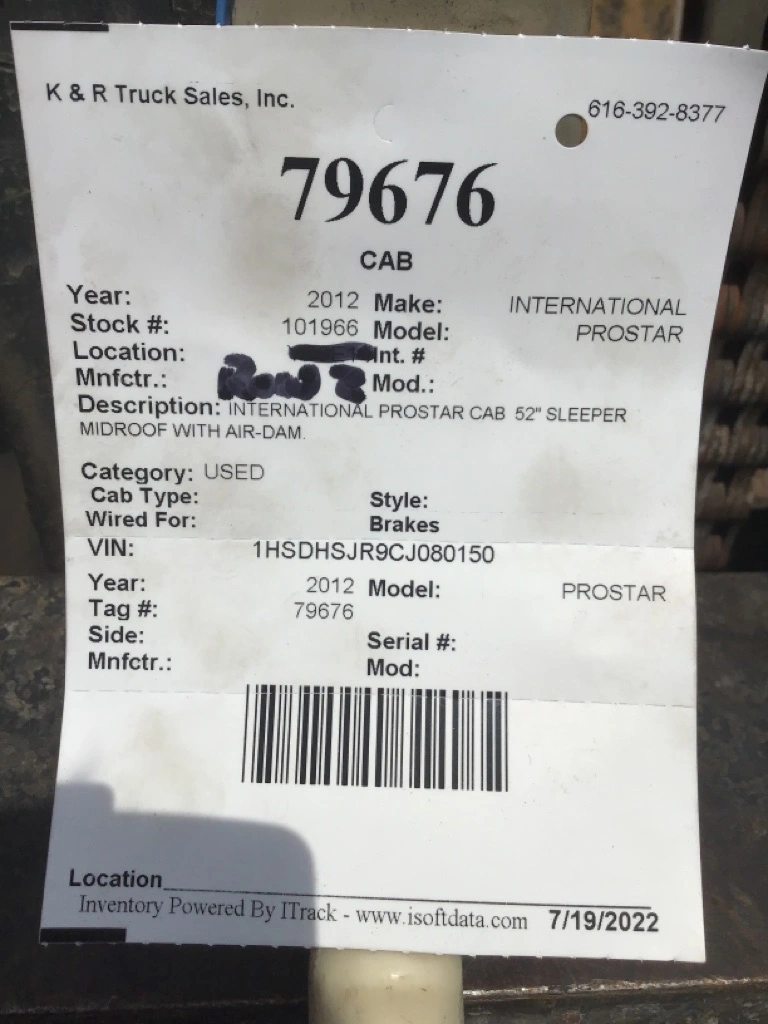 K & R Truck Sales, Inc. 616-392-8377
79676
CAB
Year: 2012 Make: INTERNATIONAL
Stock #: 101966 Model: PROSTAR
Location: Int. #
Mnfctr.: Row 2 Mod.:
Description: INTERNATIONAL PROSTAR CAB 52" SLEEPER
MIDROOF WITH AIR-DAM.
Category: USED
Cab Type: Style:
Wired For: Brakes
VIN: 1HSDHSJR9CJ080150
Year: 2012 Model: PROSTAR
Tag #: 79676
Side: Serial #:
Mnfctr.: Mod:
Location
Inventory Powered By ITrack - www.isoftdata.com 7/19/2022